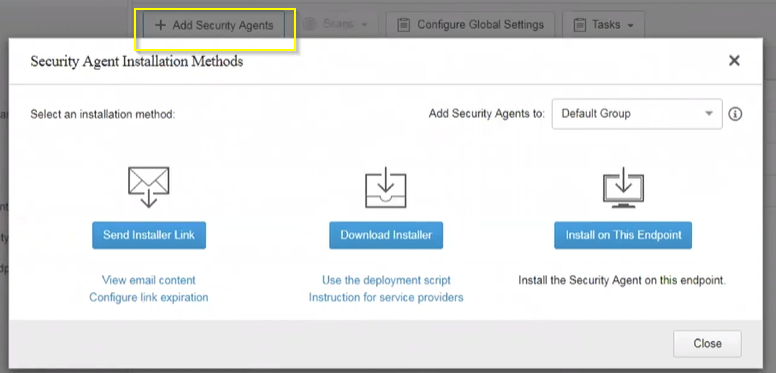 + Add Security Agents
Scans
Configure Global Settings
Tasks
Security Agent Installation Methods
Select an installation method:
Add Security Agents to:
Default Group
Send Installer Link
Download Installer
Install on This Endpoint
View email content
Use the deployment script
Install the Security Agent on this endpoint.
Configure link expiration
Instruction for service providers
Close